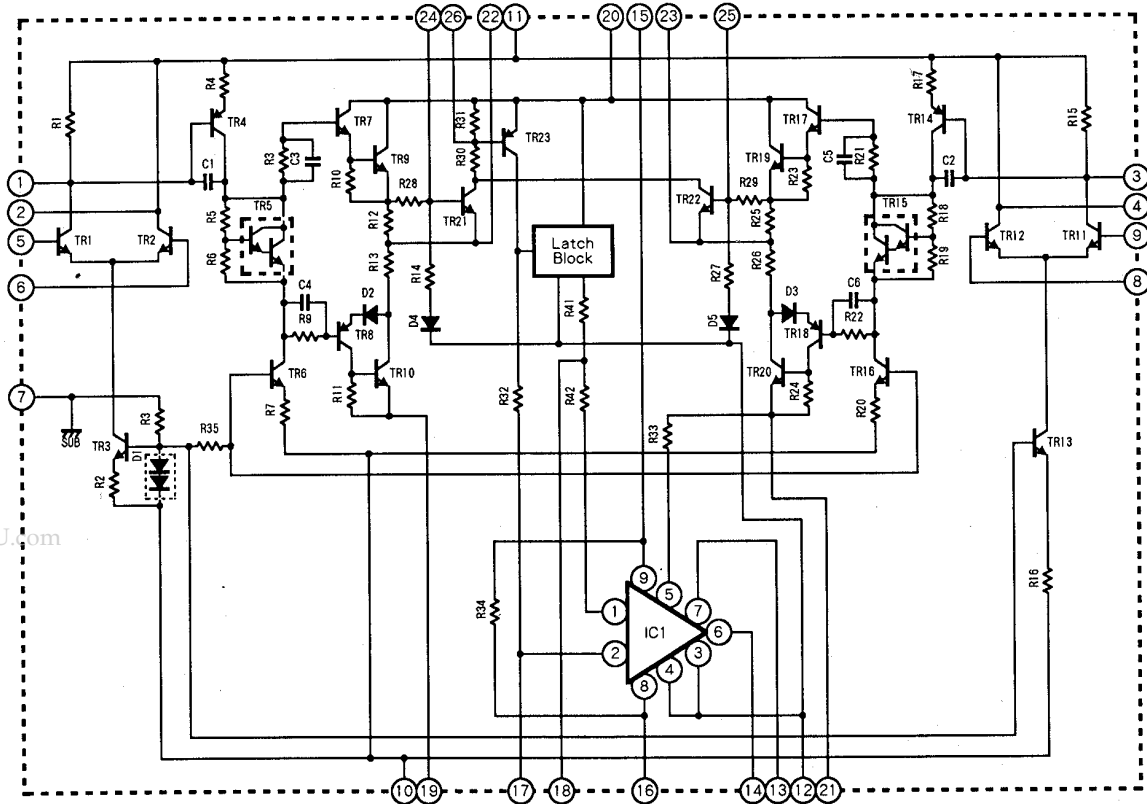 24 26 22 11 20 15 23 25
R4 R17
R1 TR4 TR7 R31 TR23 TR17 TR14 R15
R3 C3 R30 TR19 C5 R21
C1 TR9 C2
1 R10 R28 R29 R23 3
2 R5 TR5 R12 TR21 TR22 R25 TR15 R18 4
5 TR1 TR2 TR12 TR11 9
R6 R13 R14 Latch R26 R27 R19
6 Block 8
C4 D2 D3 C6
R9 TR8 D4 R41 D5 TR18 R22
TR6 TR10 TR20 TR16
7 R7 R11 R32 R42 R24 R20
R3 R33
SUB R35
TR3 D1 TR13
R2
U.com
9 5 R16
R34 1 7
IC1 6
2 3
4
8
10 19 17 18 16 14 13 12 21